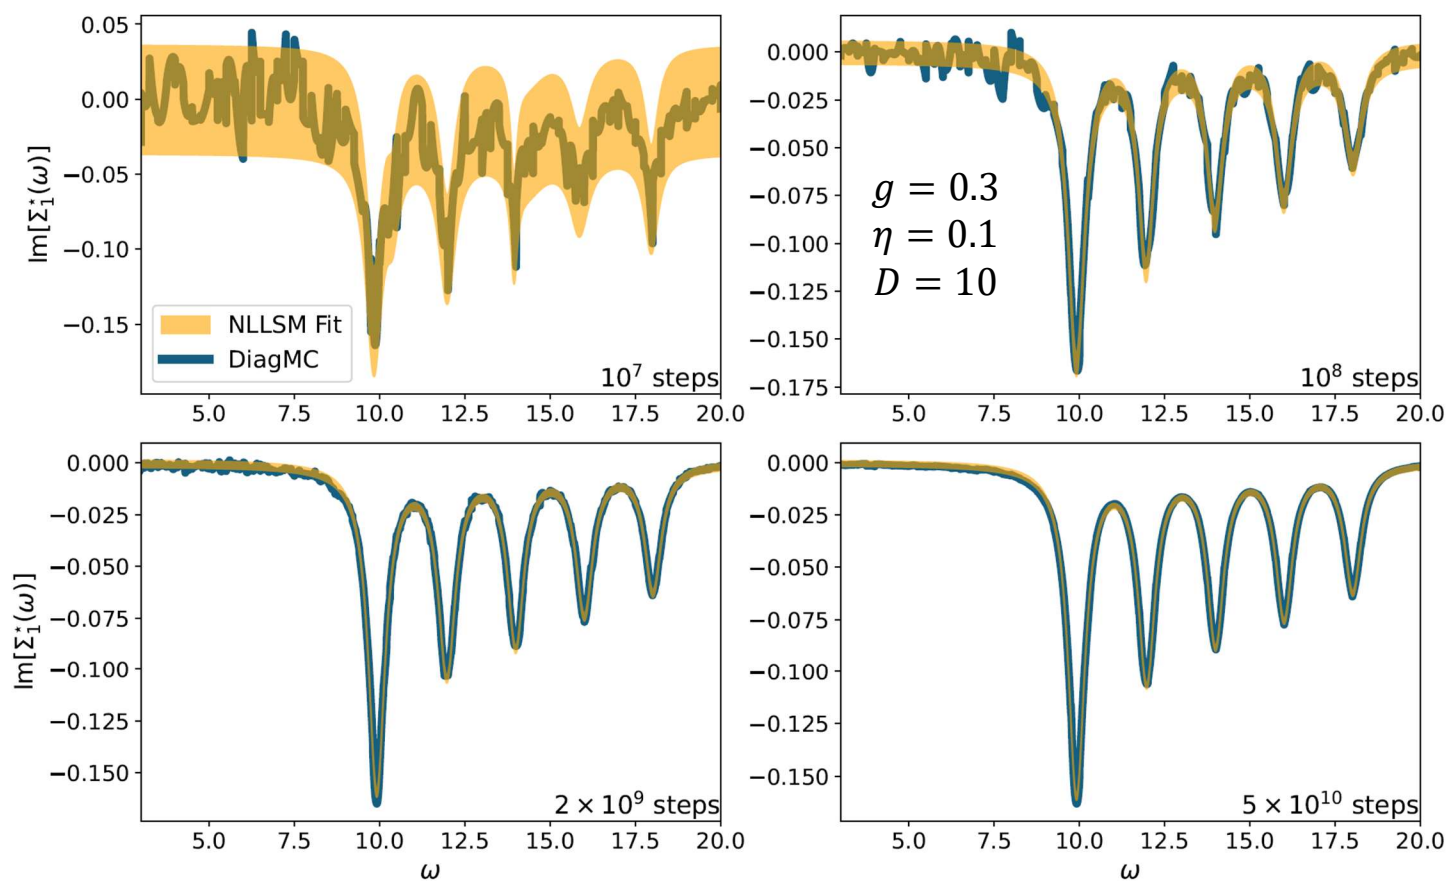 0.05
0.00
−0.05
−0.10
−0.15
Im[Σ₁⋆(ω)]
NLLSM Fit
DiagMC
10⁷ steps
5.0 7.5 10.0 12.5 15.0 17.5 20.0
0.000
−0.025
−0.050
−0.075
−0.100
−0.125
−0.150
−0.175
g = 0.3
η = 0.1
D = 10
10⁸ steps
5.0 7.5 10.0 12.5 15.0 17.5 20.0
0.000
−0.025
−0.050
−0.075
−0.100
−0.125
−0.150
Im[Σ₁⋆(ω)]
2 × 10⁹ steps
5.0 7.5 10.0 12.5 15.0 17.5 20.0
ω
0.000
−0.025
−0.050
−0.075
−0.100
−0.125
−0.150
5 × 10¹⁰ steps
5.0 7.5 10.0 12.5 15.0 17.5 20.0
ω